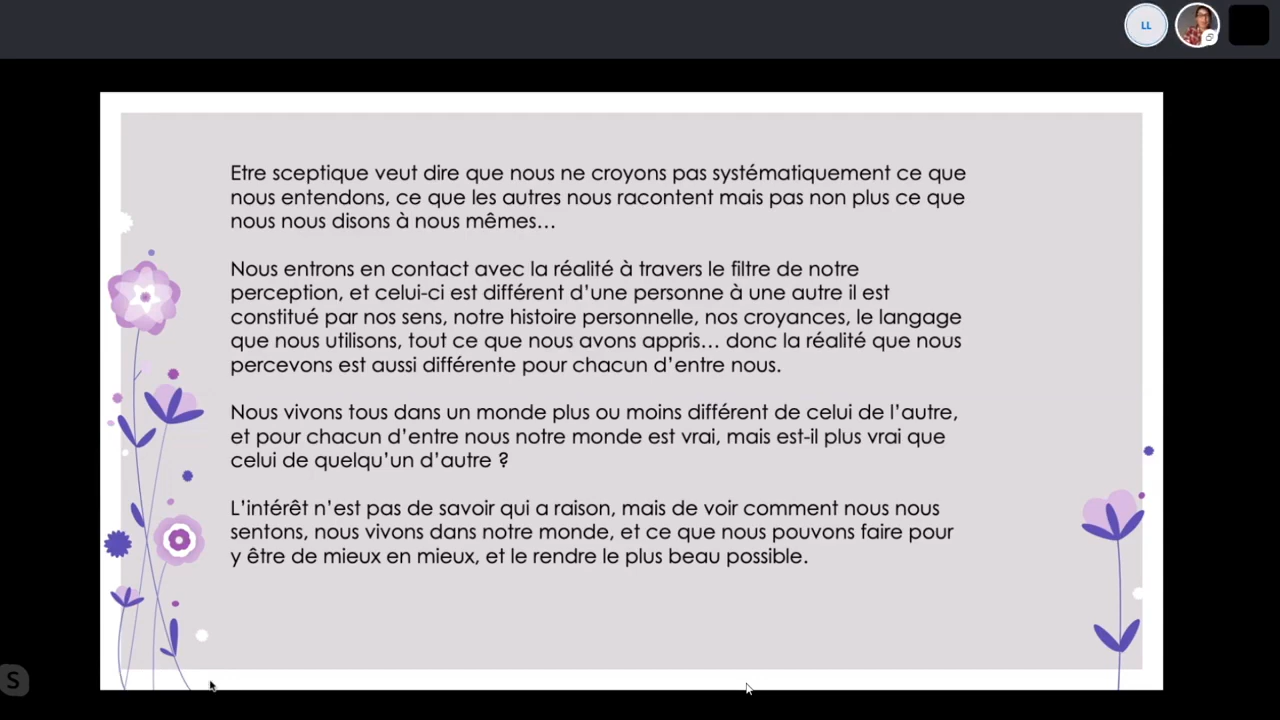 LL
Etre sceptique veut dire que nous ne croyons pas systématiquement ce que
nous entendons, ce que les autres nous racontent mais pas non plus ce que
nous nous disons à nous mêmes…
Nous entrons en contact avec la réalité à travers le filtre de notre
perception, et celui-ci est différent d’une personne à une autre il est
constitué par nos sens, notre histoire personnelle, nos croyances, le langage
que nous utilisons, tout ce que nous avons appris… donc la réalité que nous
percevons est aussi différente pour chacun d’entre nous.
Nous vivons tous dans un monde plus ou moins différent de celui de l’autre,
et pour chacun d’entre nous notre monde est vrai, mais est-il plus vrai que
celui de quelqu’un d’autre ?
L’intérêt n’est pas de savoir qui a raison, mais de voir comment nous nous
sentons, nous vivons dans notre monde, et ce que nous pouvons faire pour
y être de mieux en mieux, et le rendre le plus beau possible.
S